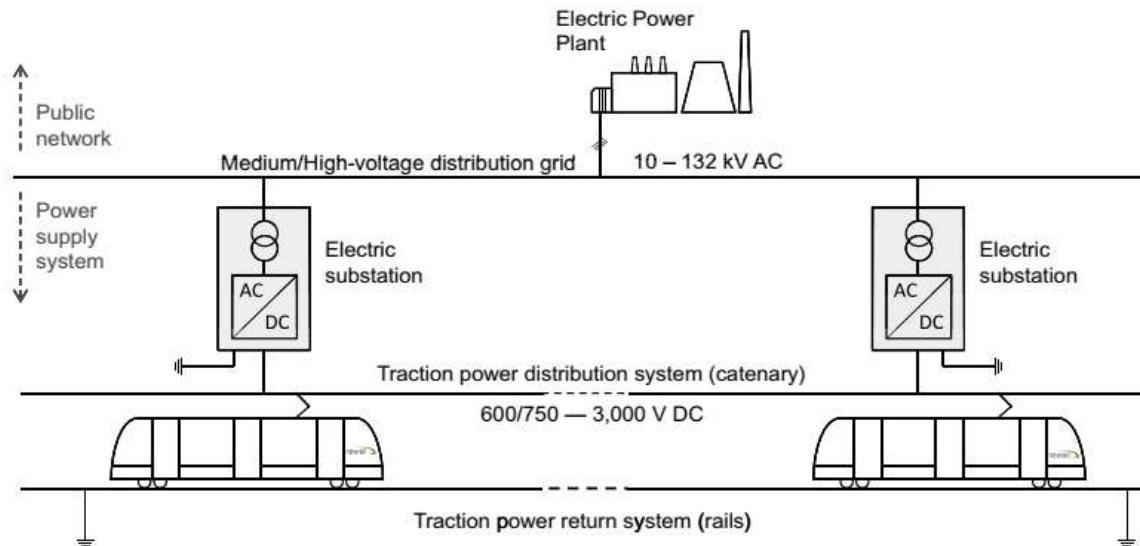 Electric Power
Plant
Public
network
Medium/High-voltage distribution grid
10 – 132 kV AC
Power
supply
system
Electric
substation
Electric
substation
AC
DC
AC
DC
Traction power distribution system (catenary)
600/750 — 3,000 V DC
Traction power return system (rails)